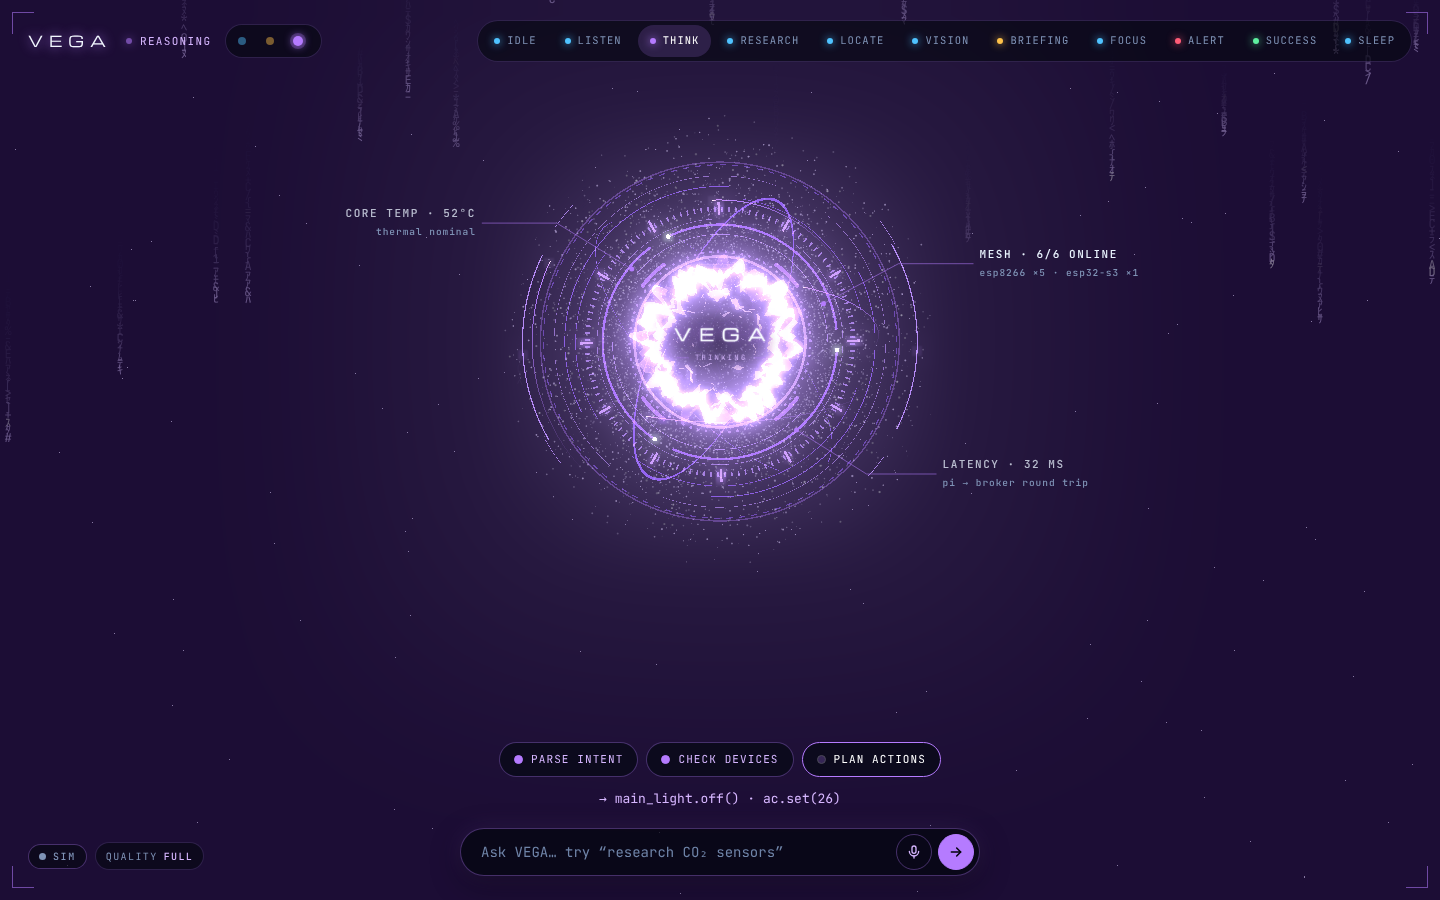 VEGA
REASONING
IDLE
LISTEN
THINK
RESEARCH
LOCATE
VISION
BRIEFING
FOCUS
ALERT
SUCCESS
SLEEP
CORE TEMP · 52°C
thermal nominal
MESH · 6/6 ONLINE
esp8266 ×5 · esp32-s3 ×1
VEGA
THINKING
LATENCY · 32 MS
pi → broker round trip
PARSE INTENT
CHECK DEVICES
PLAN ACTIONS
→ main_light.off() · ac.set(26)
Ask VEGA… try “research CO₂ sensors”
SIM
QUALITY FULL